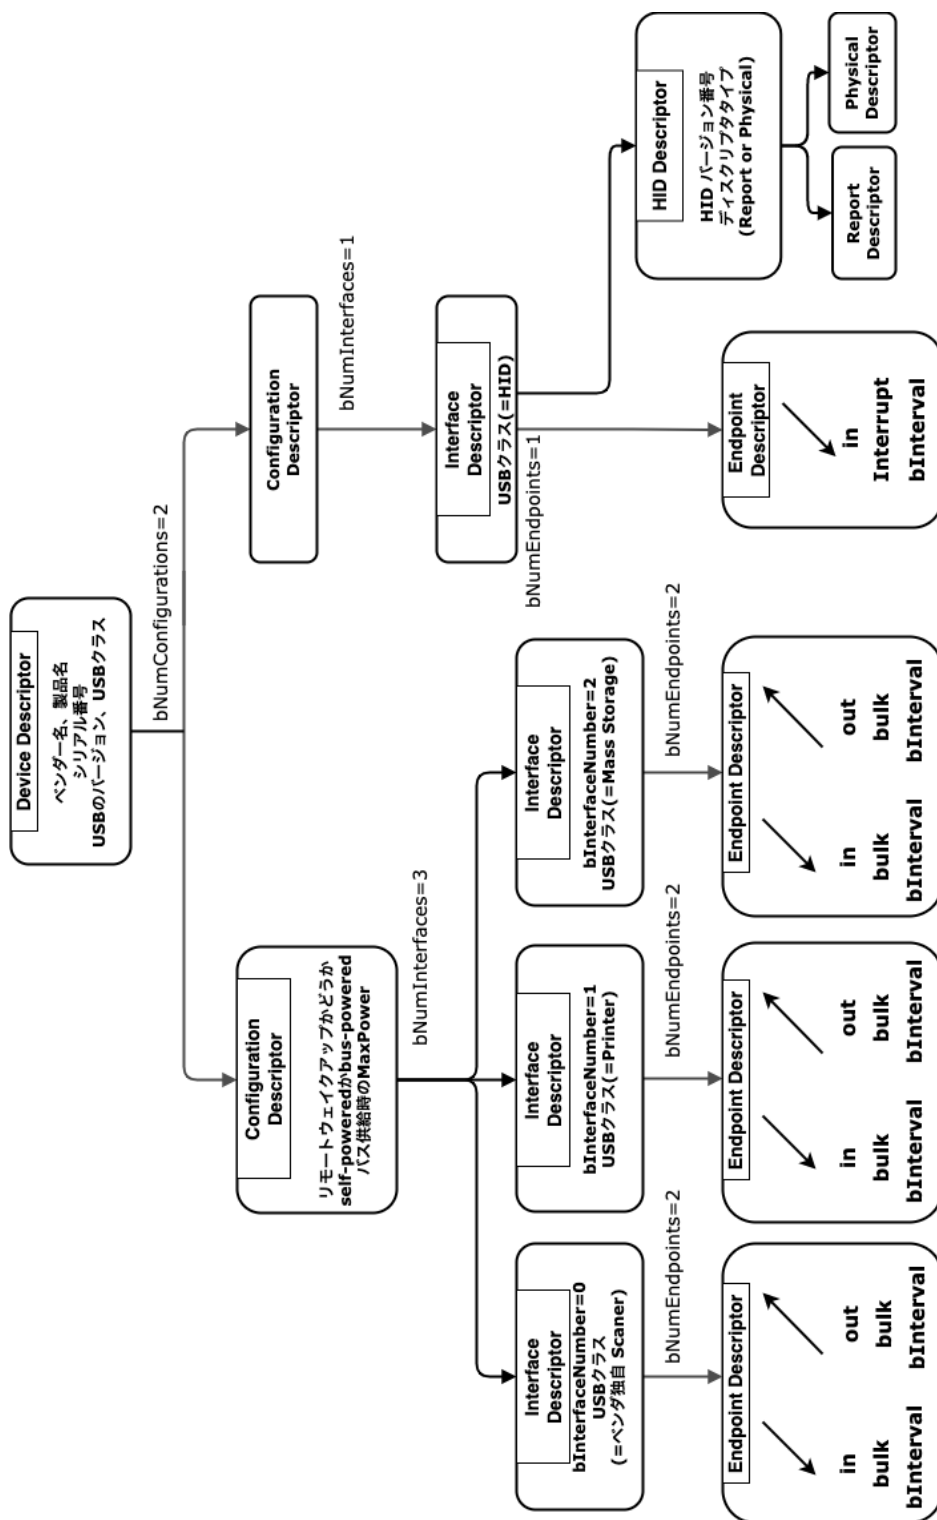 Device Descriptor
ベンダー名、製品名
シリアル番号
USBのバージョン、USBクラス
bNumConfigurations=2
Configuration
Descriptor
リモートウェイクアップかどうか
self-poweredかbus-powered
バス供給時のMaxPower
bNumInterfaces=3
Configuration
Descriptor
bNumInterfaces=1
Interface
Descriptor
bInterfaceNumber=0
USBクラス
(=ベンダ独自 Scaner)
bNumEndpoints=2
Interface
Descriptor
bInterfaceNumber=1
USBクラス(=Printer)
bNumEndpoints=2
Interface
Descriptor
bInterfaceNumber=2
USBクラス(=Mass Storage)
bNumEndpoints=2
Interface
Descriptor
USBクラス(=HID)
bNumEndpoints=1
HID Descriptor
HID バージョン番号
ディスクリプタタイプ
(Report or Physical)
Report
Descriptor
Physical
Descriptor
Endpoint Descriptor
in
bulk
bInterval
out
bulk
bInterval
Endpoint Descriptor
in
bulk
bInterval
out
bulk
bInterval
Endpoint Descriptor
in
bulk
bInterval
out
bulk
bInterval
Endpoint
Descriptor
in
Interrupt
bInterval